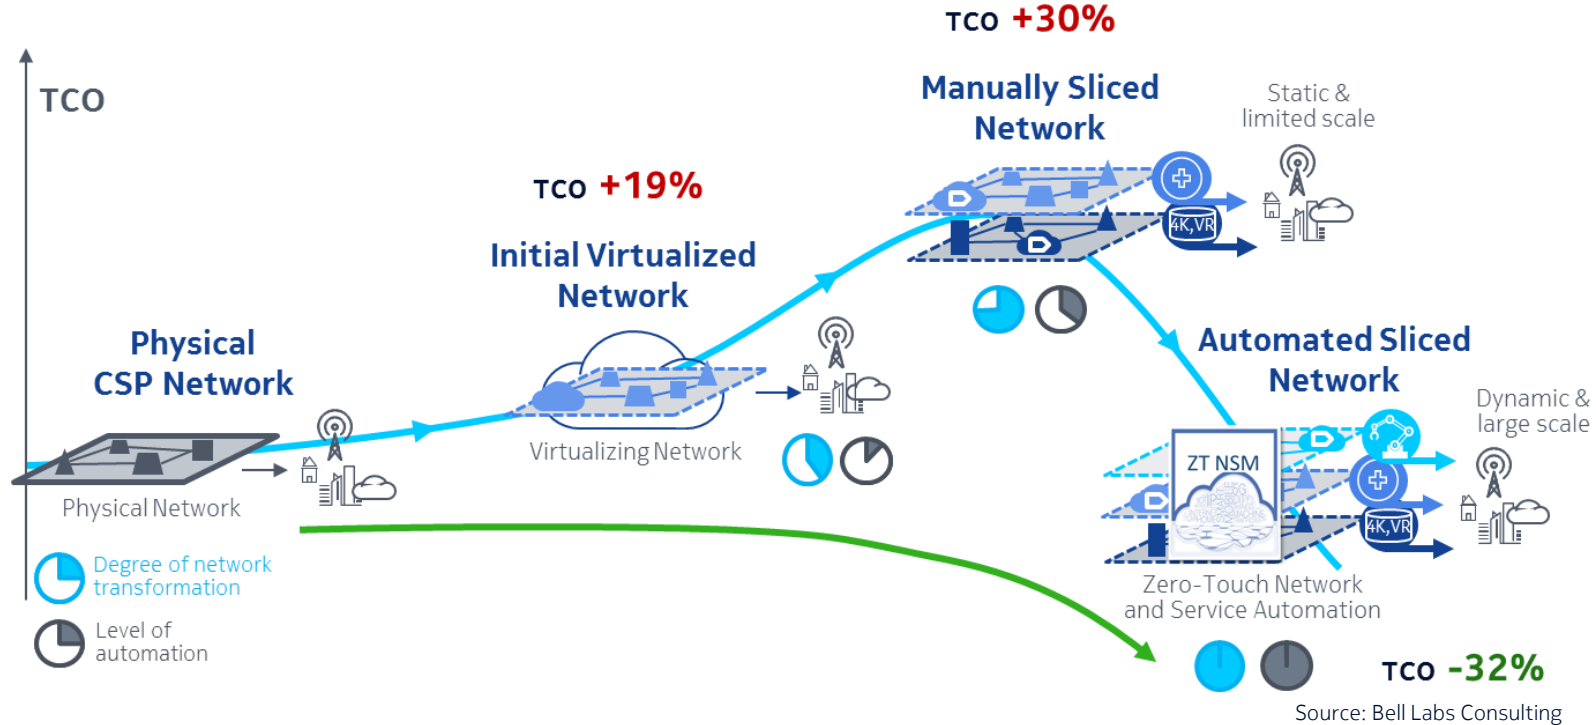 TCO +30%
TCO
Manually Sliced
Network
Static &
limited scale
TCO +19%
4K,VR
Initial Virtualized
Network
Physical
CSP Network
Automated Sliced
Network
Virtualizing Network
Dynamic &
large scale
ZT NSM
Physical Network
4K,VR
Degree of network
transformation
Zero-Touch Network
and Service Automation
Level of
automation
TCO -32%
Source: Bell Labs Consulting